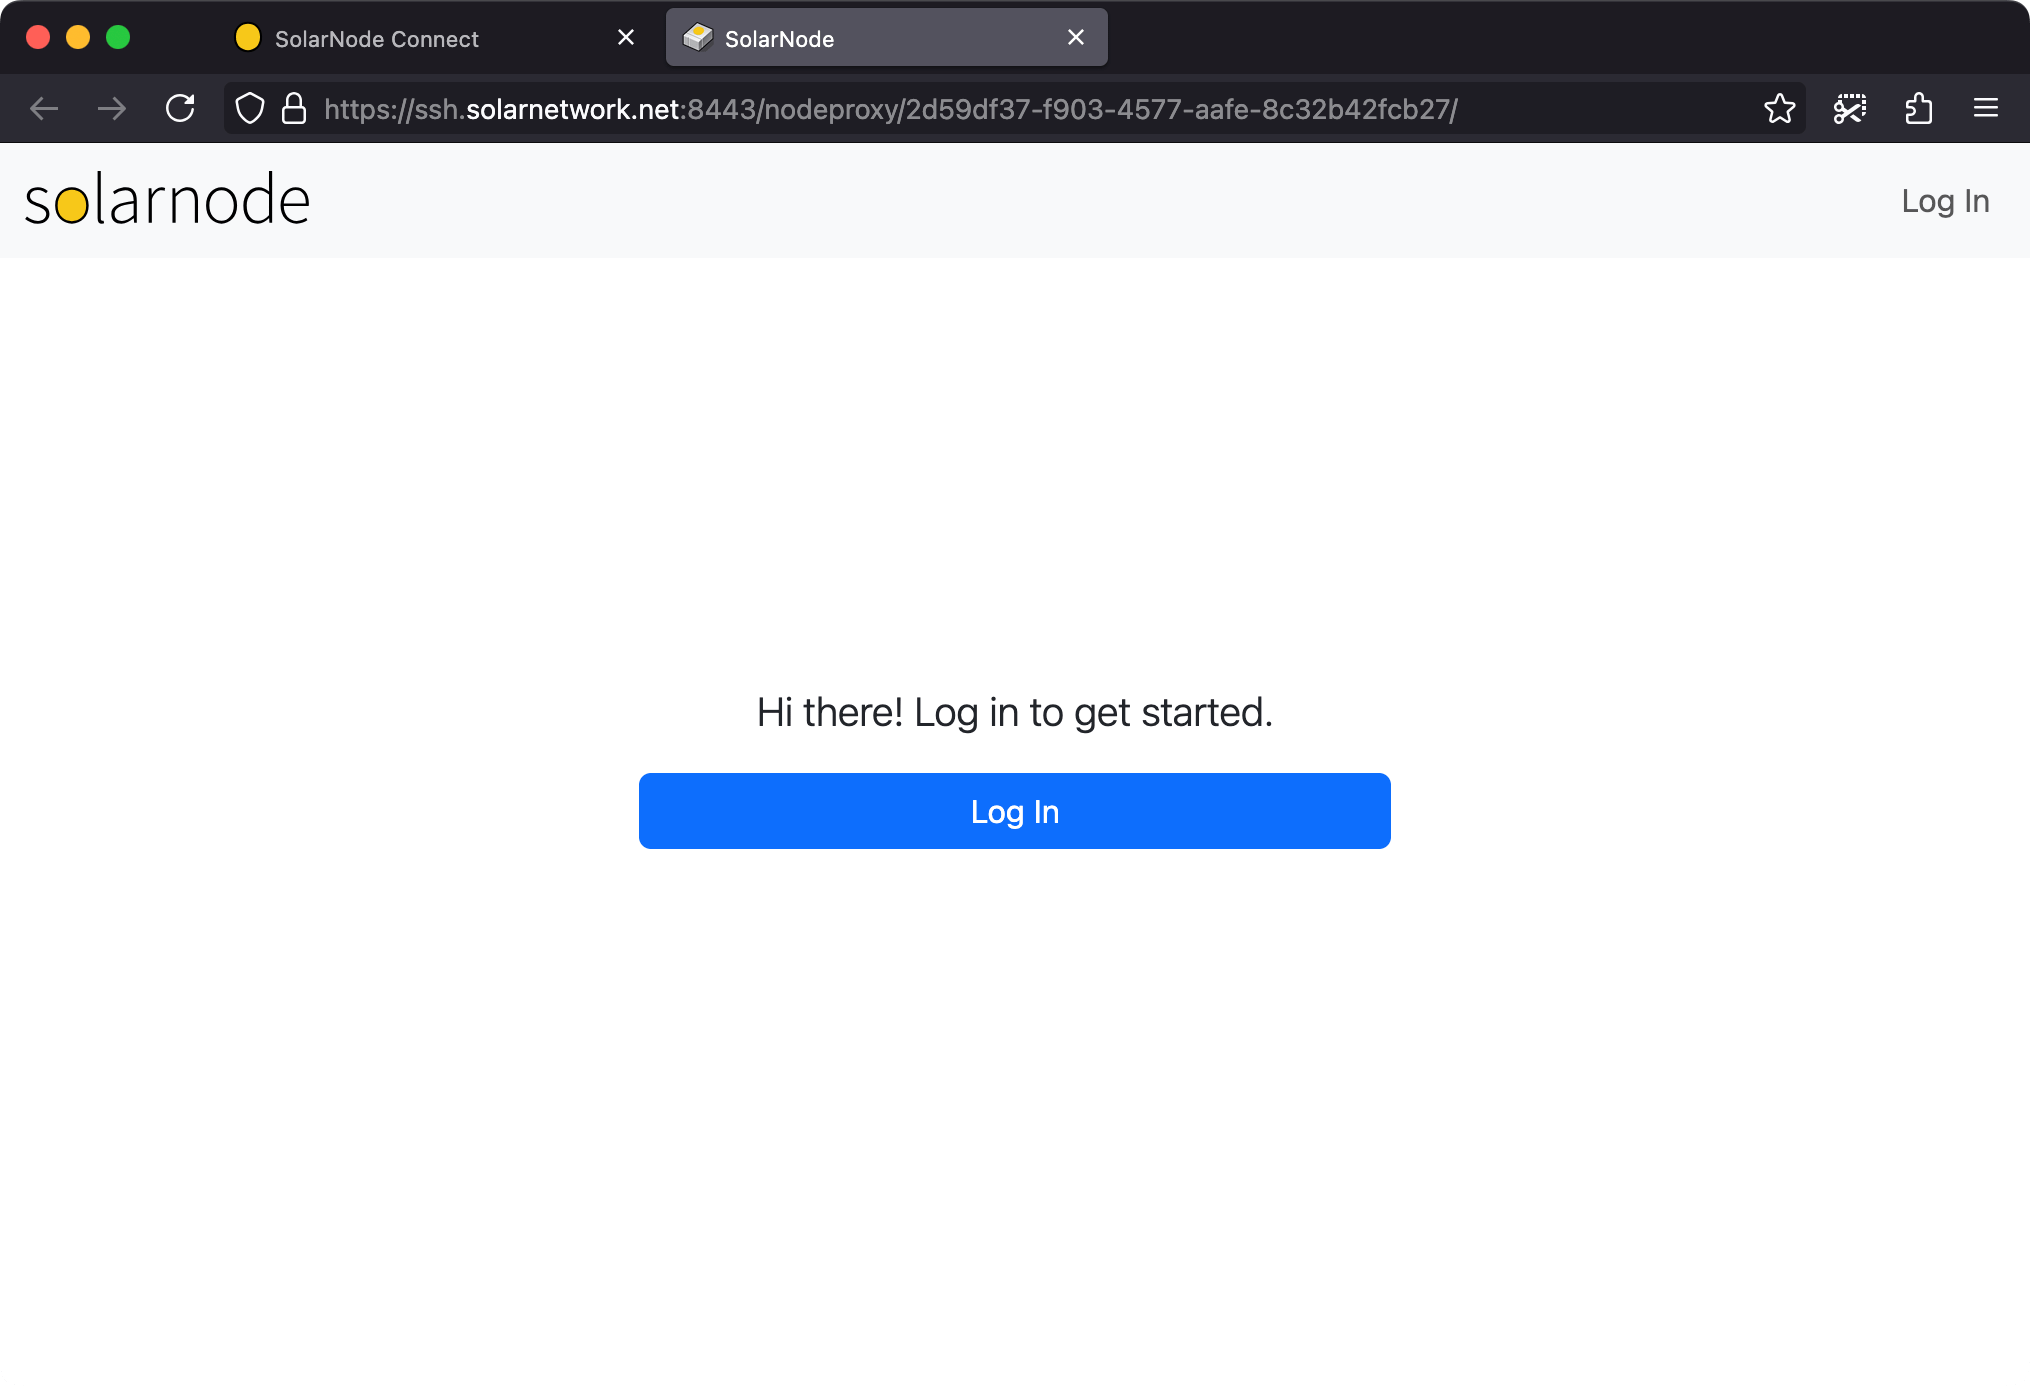 SolarNode Connect
SolarNode
https://ssh.solarnetwork.net:8443/nodeproxy/2d59df37-f903-4577-aafe-8c32b42fcb27/
solarnode
Log In
Hi there! Log in to get started.
Log In